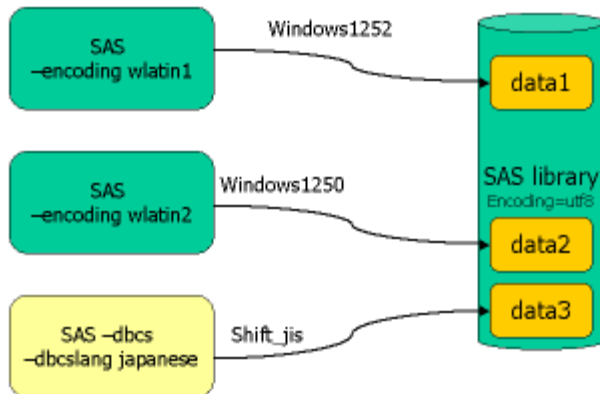 SAS
–encoding wlatin1
Windows1252
data1
SAS
–encoding wlatin2
Windows1250
SAS library
Encoding=utf8
data2
SAS –dbcs
–dbcslang japanese
Shift_jis
data3